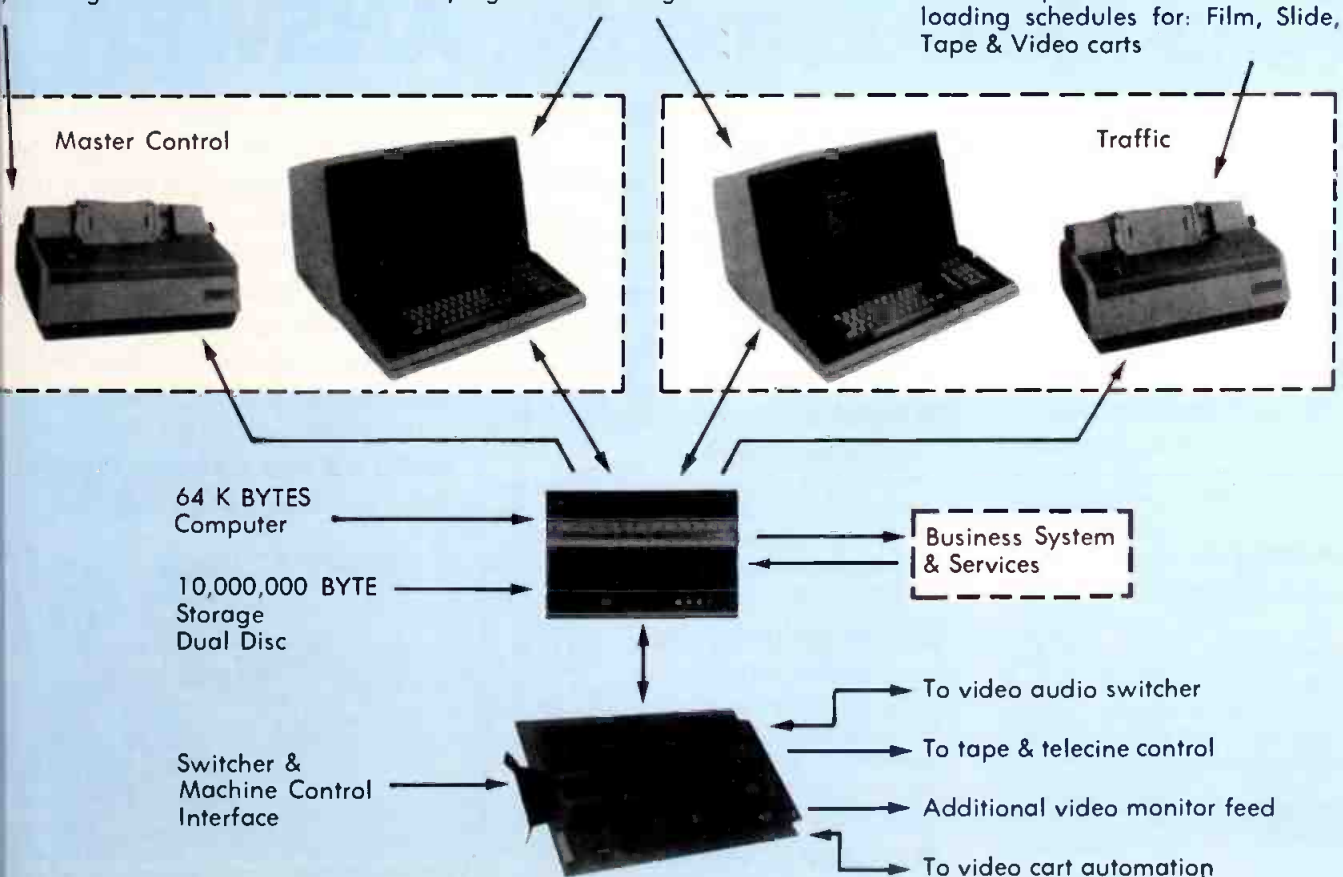 loading schedules for: Film, Slide,
Tape & Video carts
Master Control
Traffic
64 K BYTES
Computer
10,000,000 BYTE
Storage
Dual Disc
Business System
& Services
Switcher &
Machine Control
Interface
To video audio switcher
To tape & telecine control
Additional video monitor feed
To video cart automation